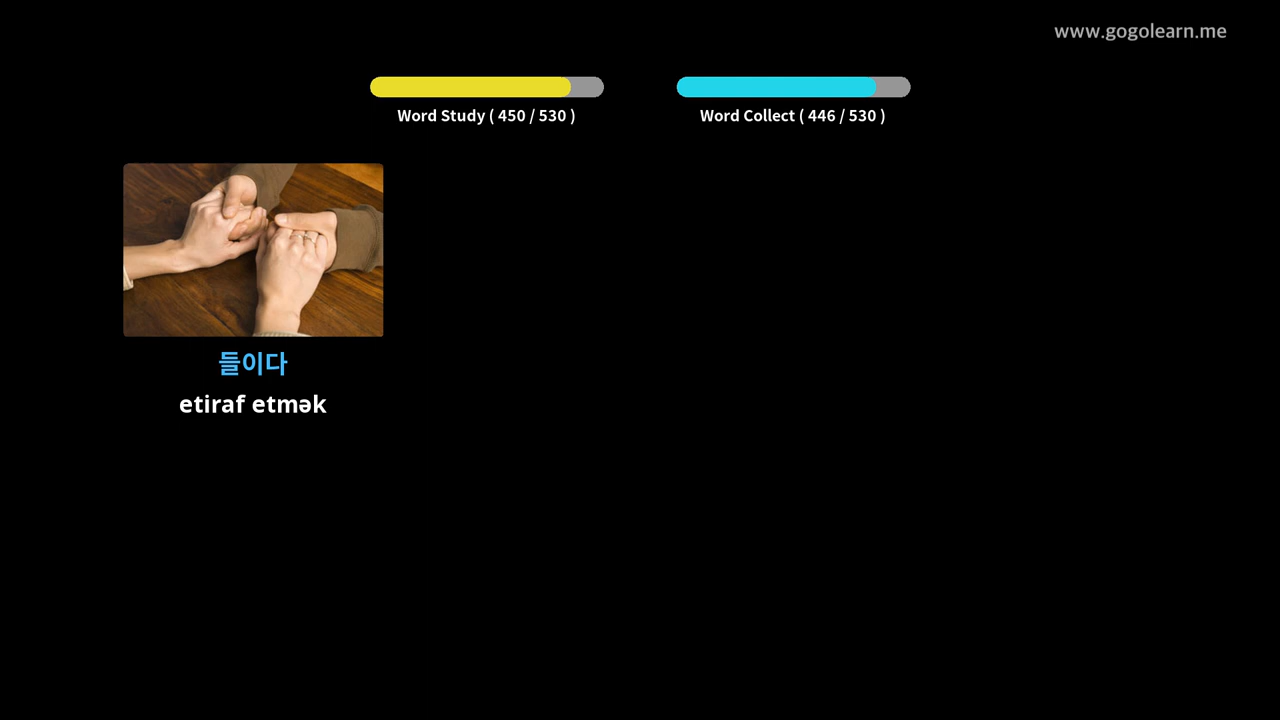 www.gogolearn.me
Word Study ( 450 / 530 )
Word Collect ( 446 / 530 )
들이다
etiraf etmək